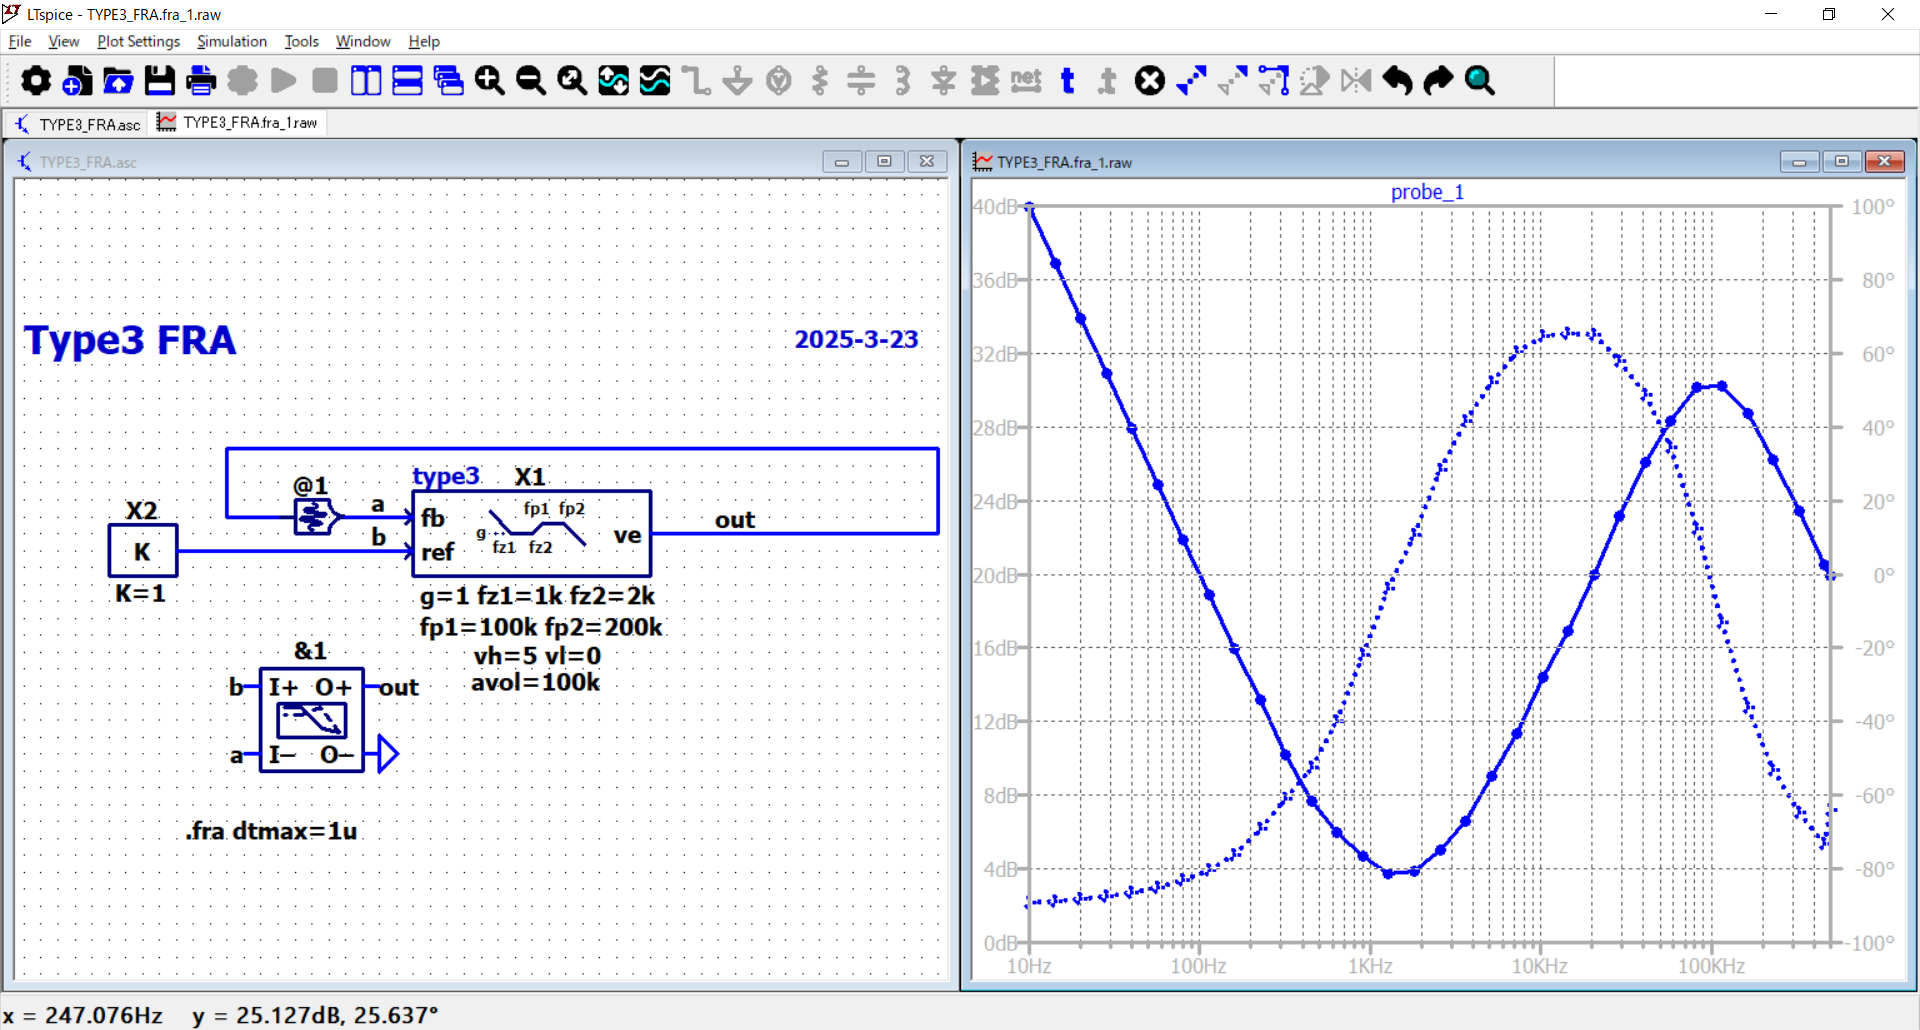 LTspice - TYPE3_FRA.fra_1.raw
File View Plot Settings Simulation Tools Window Help
net t .t
TYPE3_FRA.asc TYPE3_FRA.fra_1.raw
TYPE3_FRA.asc
Type3 FRA 2025-3-23
type3 X1
@1
X2
a
b
K
K=1
fb
ref
g
fp1 fp2
fz1 fz2
ve
out
g=1 fz1=1k fz2=2k
fp1=100k fp2=200k
vh=5 vl=0
avol=100k
&1
b I+ O+ out
a I− O−
.fra dtmax=1u
TYPE3_FRA.fra_1.raw
probe_1
40dB 100°
36dB 80°
32dB 60°
28dB 40°
24dB 20°
20dB 0°
16dB -20°
12dB -40°
8dB -60°
4dB -80°
0dB -100°
10Hz 100Hz 1KHz 10KHz 100KHz
x = 247.076Hz y = 25.127dB, 25.637°